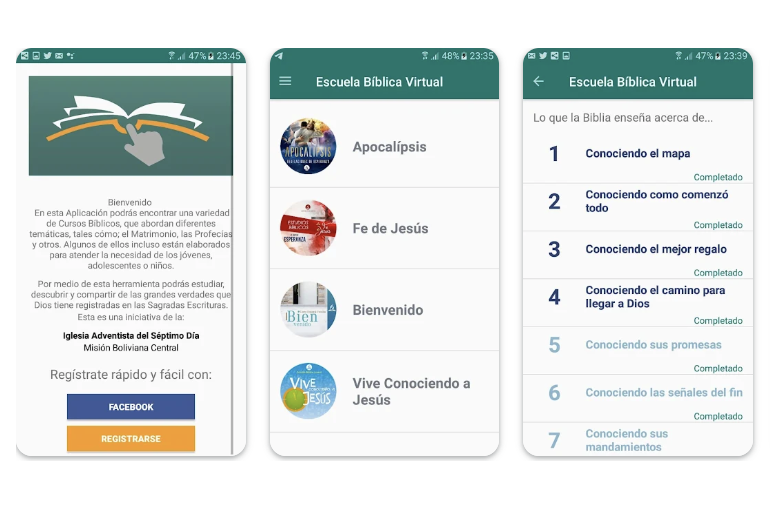 47% 23:45
Bienvenido
En esta Aplicación podrás encontrar una variedad
de Cursos Bíblicos, que abordan diferentes
temáticas, tales cómo; el Matrimonio, las Profecias
y otros. Algunos de ellos incluso están elaborados
para atender la necesidad de los jóvenes,
adolescentes o niños.
Por medio de esta herramienta podrás estudiar,
descubrir y compartir de las grandes verdades que
Dios tiene registradas en las Sagradas Escrituras.
Esta es una iniciativa de la:
Iglesia Adventista del Séptimo Día
Misión Boliviana Central
Regístrate rápido y fácil con:
FACEBOOK
REGISTRARSE
48% 23:35
Escuela Bíblica Virtual
APOCALIPSIS
Apocalípsis
ESTUDIOS
BÍBLICOS
ESPERANZA
Fe de Jesús
Bien
venido
Bienvenido
VIVE
JESÚS
Vive Conociendo a
Jesús
47% 23:39
Escuela Bíblica Virtual
Lo que la Biblia enseña acerca de...
1 Conociendo el mapa
Completado
2 Conociendo como comenzó
todo
Completado
3 Conociendo el mejor regalo
Completado
4 Conociendo el camino para
llegar a Dios
Completado
5 Conociendo sus promesas
Completado
6 Conociendo las señales del fin
Completado
7 Conociendo sus
mandamientos